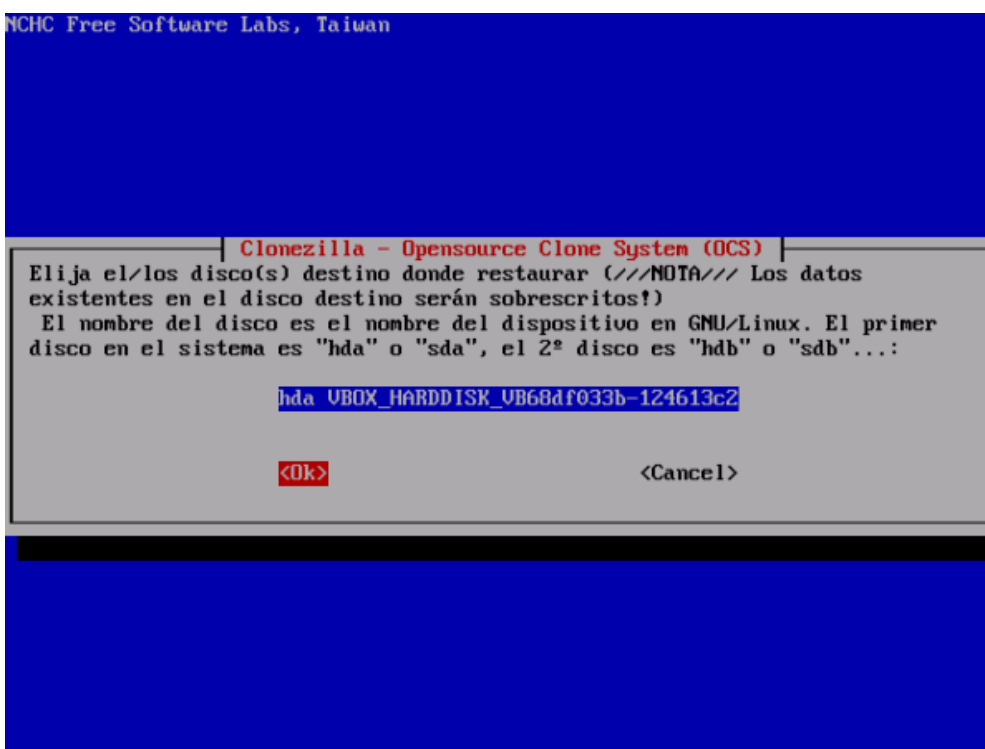 NCHC Free Software Labs, Taiwan
Clonezilla - Opensource Clone System (OCS)
Elija el/los disco(s) destino donde restaurar (///NOTA/// Los datos
existentes en el disco destino serán sobrescritos!)
El nombre del disco es el nombre del dispositivo en GNU/Linux. El primer
disco en el sistema es "hda" o "sda", el 2º disco es "hdb" o "sdb"...:
hda VBOX_HARDDISK_VB68df033b-124613c2
<Ok> <Cancel>